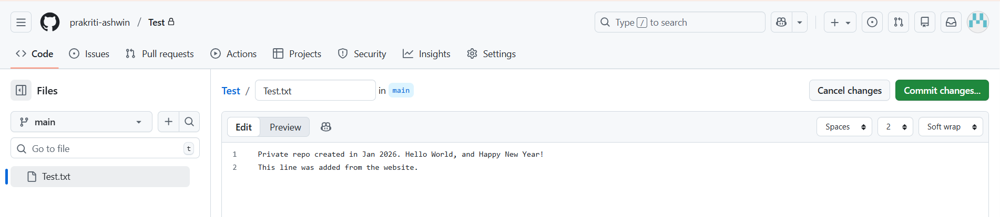 prakriti-ashwin / Test
Type / to search
Code Issues Pull requests Actions Projects Security Insights Settings
Files
main
Go to file t
Test.txt
Test / Test.txt in main
Cancel changes Commit changes...
Edit Preview
Spaces 2 Soft wrap
1 Private repo created in Jan 2026. Hello World, and Happy New Year!
2 This line was added from the website.